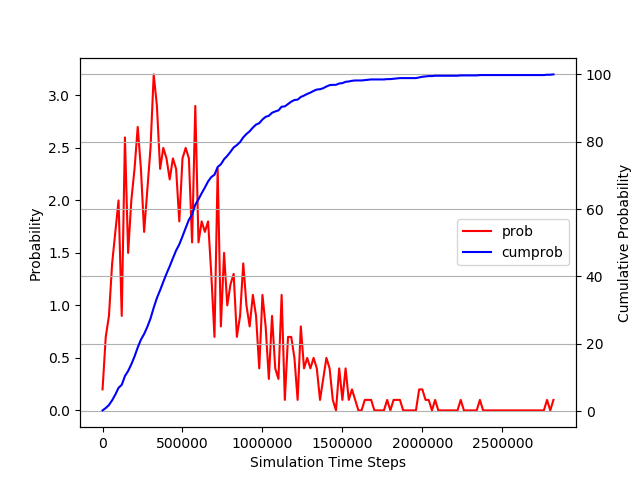 3.0
2.5
2.0
1.5
1.0
0.5
0.0
Probability
100
80
60
40
20
0
Cumulative Probability
prob
cumprob
0 500000 1000000 1500000 2000000 2500000
Simulation Time Steps